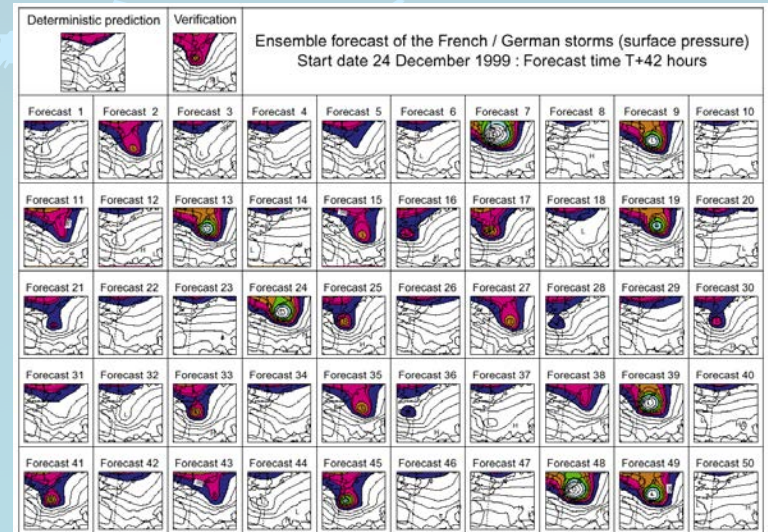 Deterministic prediction
Verification
Ensemble forecast of the French / German storms (surface pressure)
Start date 24 December 1999 : Forecast time T+42 hours
Forecast 1 Forecast 2 Forecast 3 Forecast 4 Forecast 5 Forecast 6 Forecast 7 Forecast 8 Forecast 9 Forecast 10
Forecast 11 Forecast 12 Forecast 13 Forecast 14 Forecast 15 Forecast 16 Forecast 17 Forecast 18 Forecast 19 Forecast 20
Forecast 21 Forecast 22 Forecast 23 Forecast 24 Forecast 25 Forecast 26 Forecast 27 Forecast 28 Forecast 29 Forecast 30
Forecast 31 Forecast 32 Forecast 33 Forecast 34 Forecast 35 Forecast 36 Forecast 37 Forecast 38 Forecast 39 Forecast 40
Forecast 41 Forecast 42 Forecast 43 Forecast 44 Forecast 45 Forecast 46 Forecast 47 Forecast 48 Forecast 49 Forecast 50